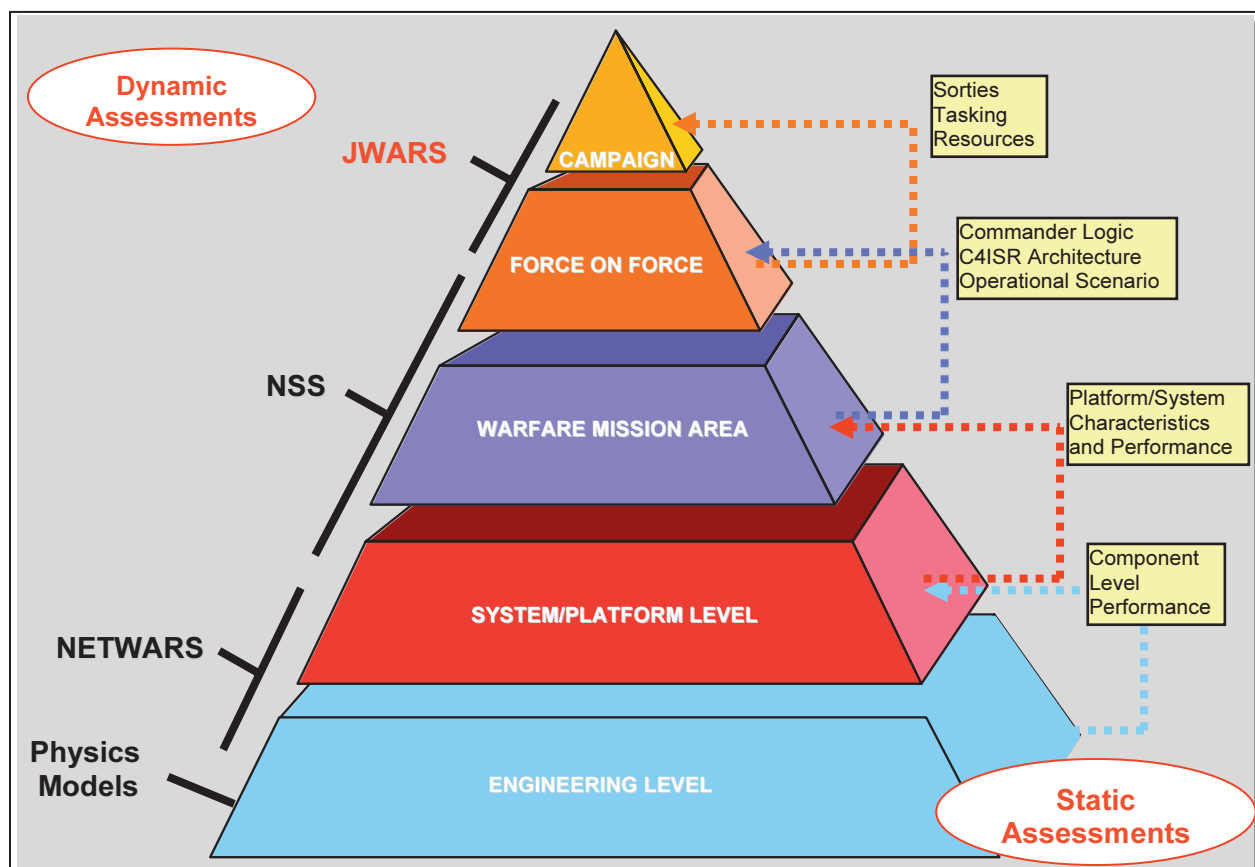 Dynamic
Assessments
JWARS
NSS
NETWARS
Physics
Models
CAMPAIGN
FORCE ON FORCE
WARFARE MISSION AREA
SYSTEM/PLATFORM LEVEL
ENGINEERING LEVEL
Sorties
Tasking
Resources
Commander Logic
C4ISR Architecture
Operational Scenario
Platform/System
Characteristics
and Performance
Component
Level
Performance
Static
Assessments